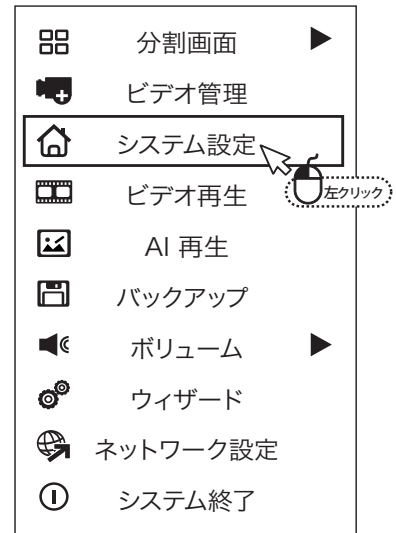 分割画面
ビデオ管理
システム設定
ビデオ再生
左クリック
AI 再生
バックアップ
ボリューム
ウィザード
ネットワーク設定
システム終了